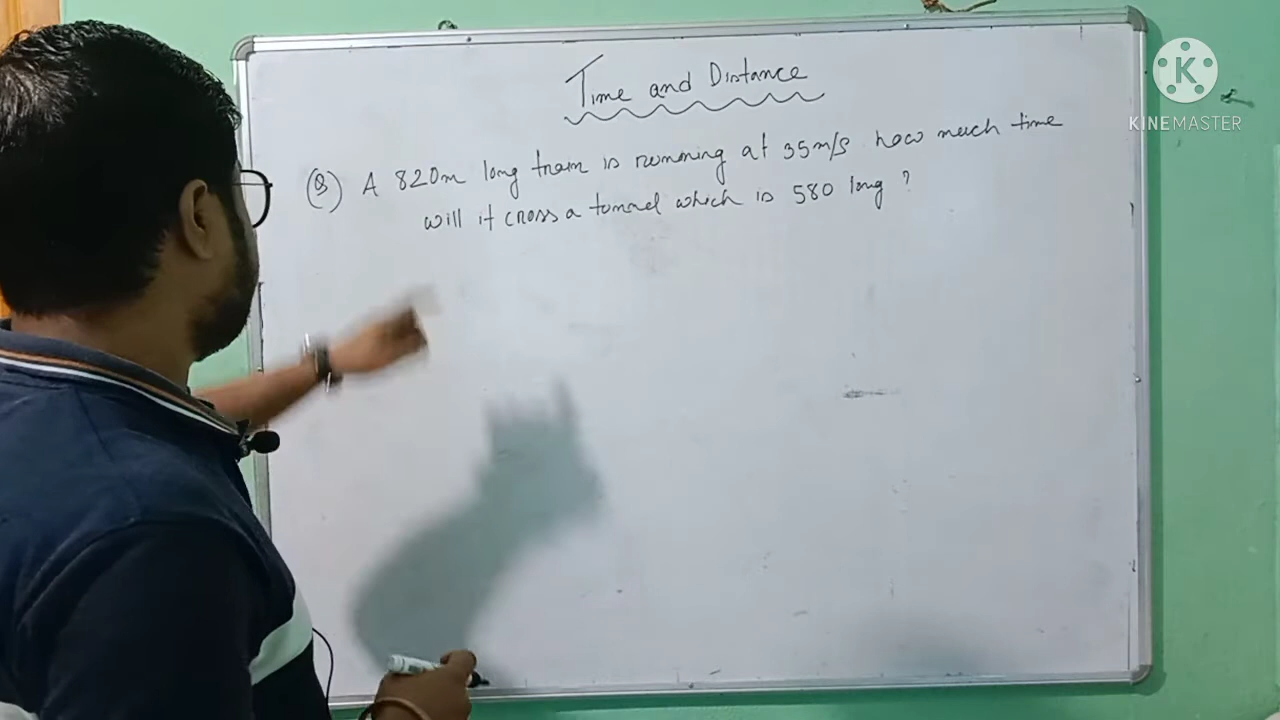 Time and Distance
K
KINEMASTER
(Q) A 820m long train is running at 35m/s how much time
will it cross a tunnel which is 580 long ?